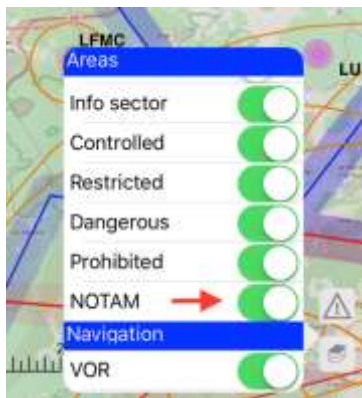 LFMC
Areas
LU
Info sector
Controlled
Restricted
Dangerous
Prohibited
NOTAM
Navigation
VOR